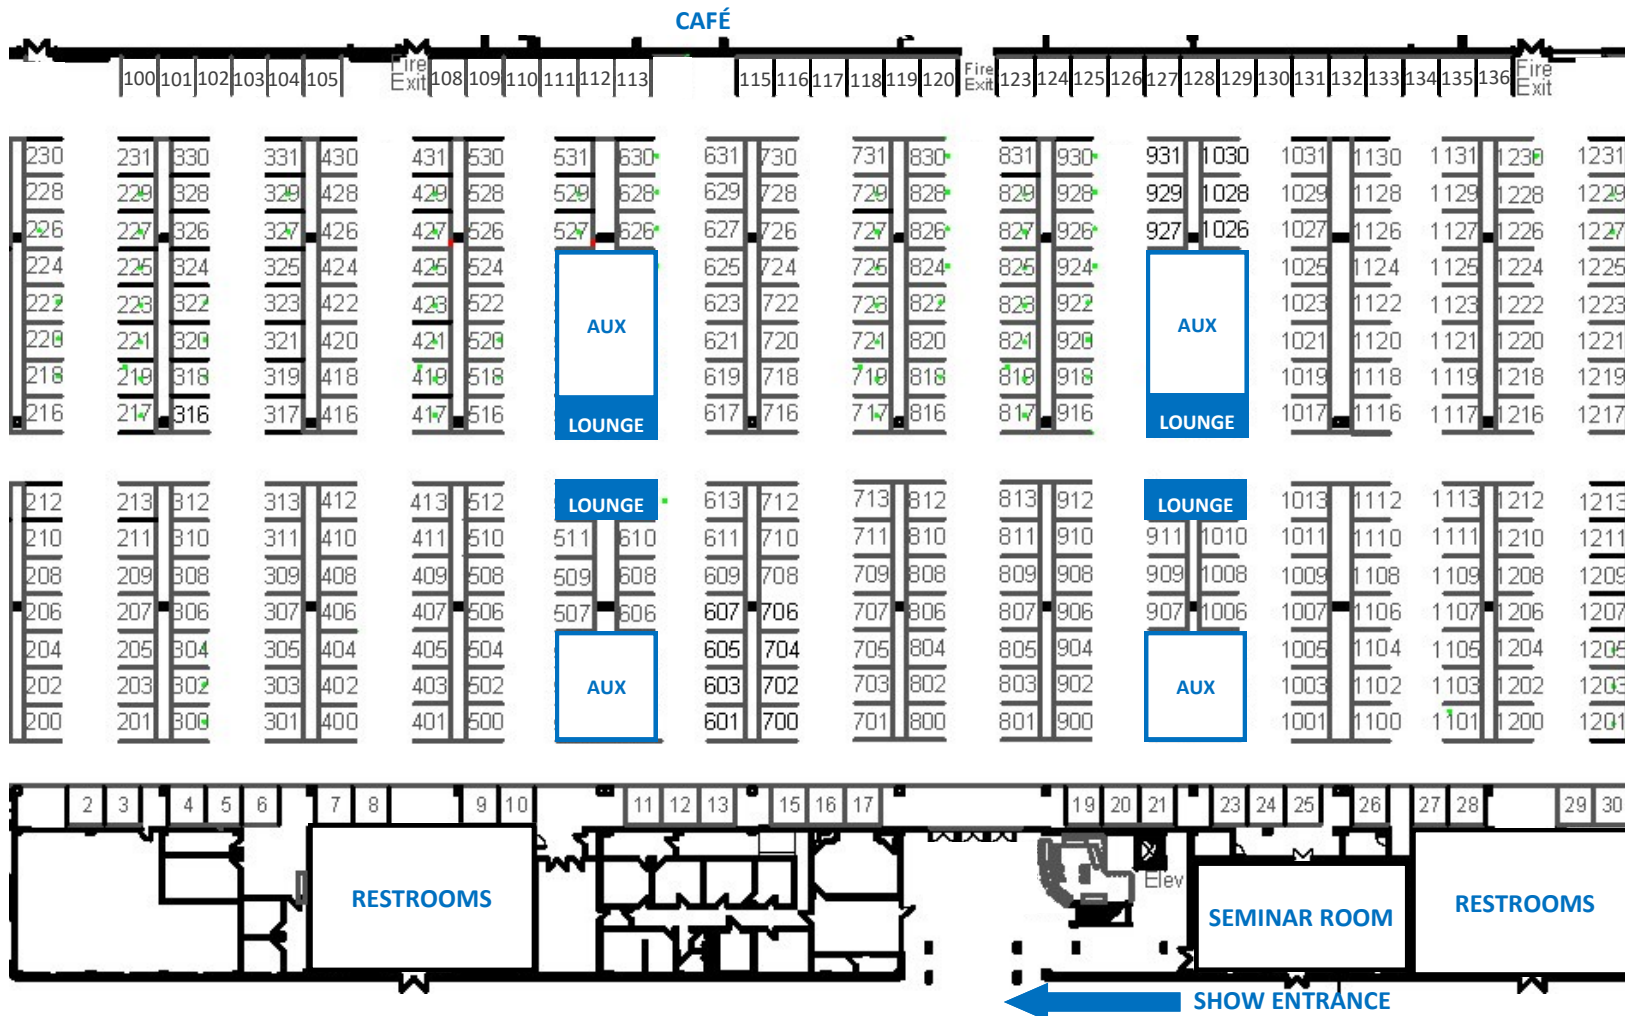 CAFÉ
Fire Exit 100 101 102 103 104 105 Fire Exit 108 109 110 111 112 113 115 116 117 118 119 120 Fire Exit 123 124 125 126 127 128 129 130 131 132 133 134 135 136 Fire Exit
230 231 330 331 430 431 530 531 630 631 730 731 830 831 930 931 1030 1031 1130 1131 1230 1231
228 229 328 329 428 429 528 529 628 629 728 729 828 829 928 929 1028 1029 1128 1129 1228 1229
226 227 326 327 426 427 526 527 626 627 726 727 826 827 926 927 1026 1027 1126 1127 1226 1227
224 225 324 325 424 425 524 625 724 725 824 825 924 1025 1124 1125 1224 1225
222 223 322 323 422 423 522 623 722 723 822 823 922 1023 1122 1123 1222 1223
AUX AUX
220 221 320 321 420 421 520 621 720 721 820 821 920 1021 1120 1121 1220 1221
218 219 318 319 418 419 518 619 718 719 818 819 918 1019 1118 1119 1218 1219
216 217 316 317 416 417 516 617 716 717 816 817 916 1017 1116 1117 1216 1217
LOUNGE LOUNGE
212 213 312 313 412 413 512 LOUNGE 613 712 713 812 813 912 LOUNGE 1013 1112 1113 1212 1213
210 211 310 311 410 411 510 511 610 611 710 711 810 811 910 911 1010 1011 1110 1111 1210 1211
208 209 308 309 408 409 508 509 608 609 708 709 808 809 908 909 1008 1009 1108 1109 1208 1209
206 207 306 307 406 407 506 507 606 607 706 707 806 807 906 907 1006 1007 1106 1107 1206 1207
204 205 304 305 404 405 504 605 704 705 804 805 904 1005 1104 1105 1204 1205
202 203 302 303 402 403 502 AUX 603 702 703 802 803 902 AUX 1003 1102 1103 1202 1203
200 201 300 301 400 401 500 601 700 701 800 801 900 1001 1100 1101 1200 1201
2 3 4 5 6 7 8 9 10 11 12 13 15 16 17 19 20 21 23 24 25 26 27 28 29 30
Elev
RESTROOMS
SEMINAR ROOM
RESTROOMS
SHOW ENTRANCE